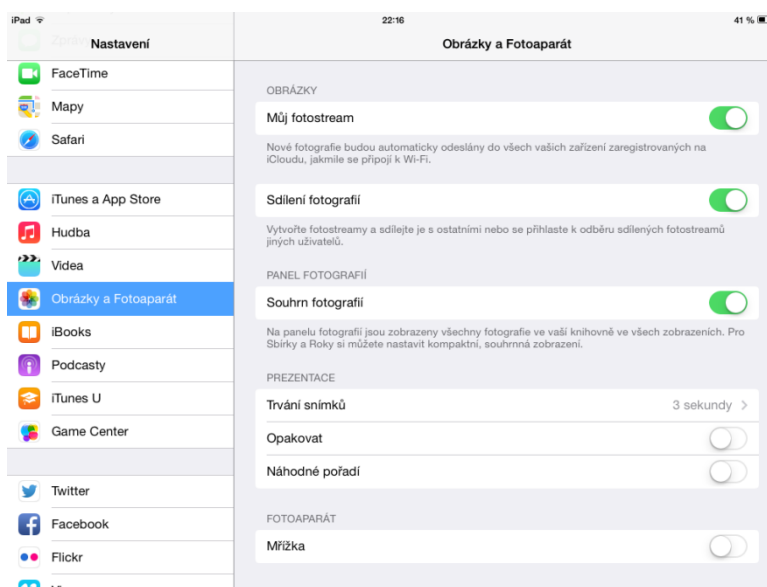 iPad 22:16 41 %
Zprávy
Nastavení
FaceTime
Mapy
Safari
iTunes a App Store
Hudba
Videa
Obrázky a Fotoaparát
iBooks
Podcasty
iTunes U
Game Center
Twitter
Facebook
Flickr
Obrázky a Fotoaparát
OBRÁZKY
Můj fotostream
Nové fotografie budou automaticky odeslány do všech vašich zařízení zaregistrovaných na
iCloudu, jakmile se připojí k Wi-Fi.
Sdílení fotografií
Vytvořte fotostreamy a sdílejte je s ostatními nebo se přihlaste k odběru sdílených fotostreamů
jiných uživatelů.
PANEL FOTOGRAFIÍ
Souhrn fotografií
Na panelu fotografií jsou zobrazeny všechny fotografie ve vaší knihovně ve všech zobrazeních. Pro
Sbírky a Roky si můžete nastavit kompaktní, souhrnná zobrazení.
PREZENTACE
Trvání snímků 3 sekundy
Opakovat
Náhodné pořadí
FOTOAPARÁT
Mřížka